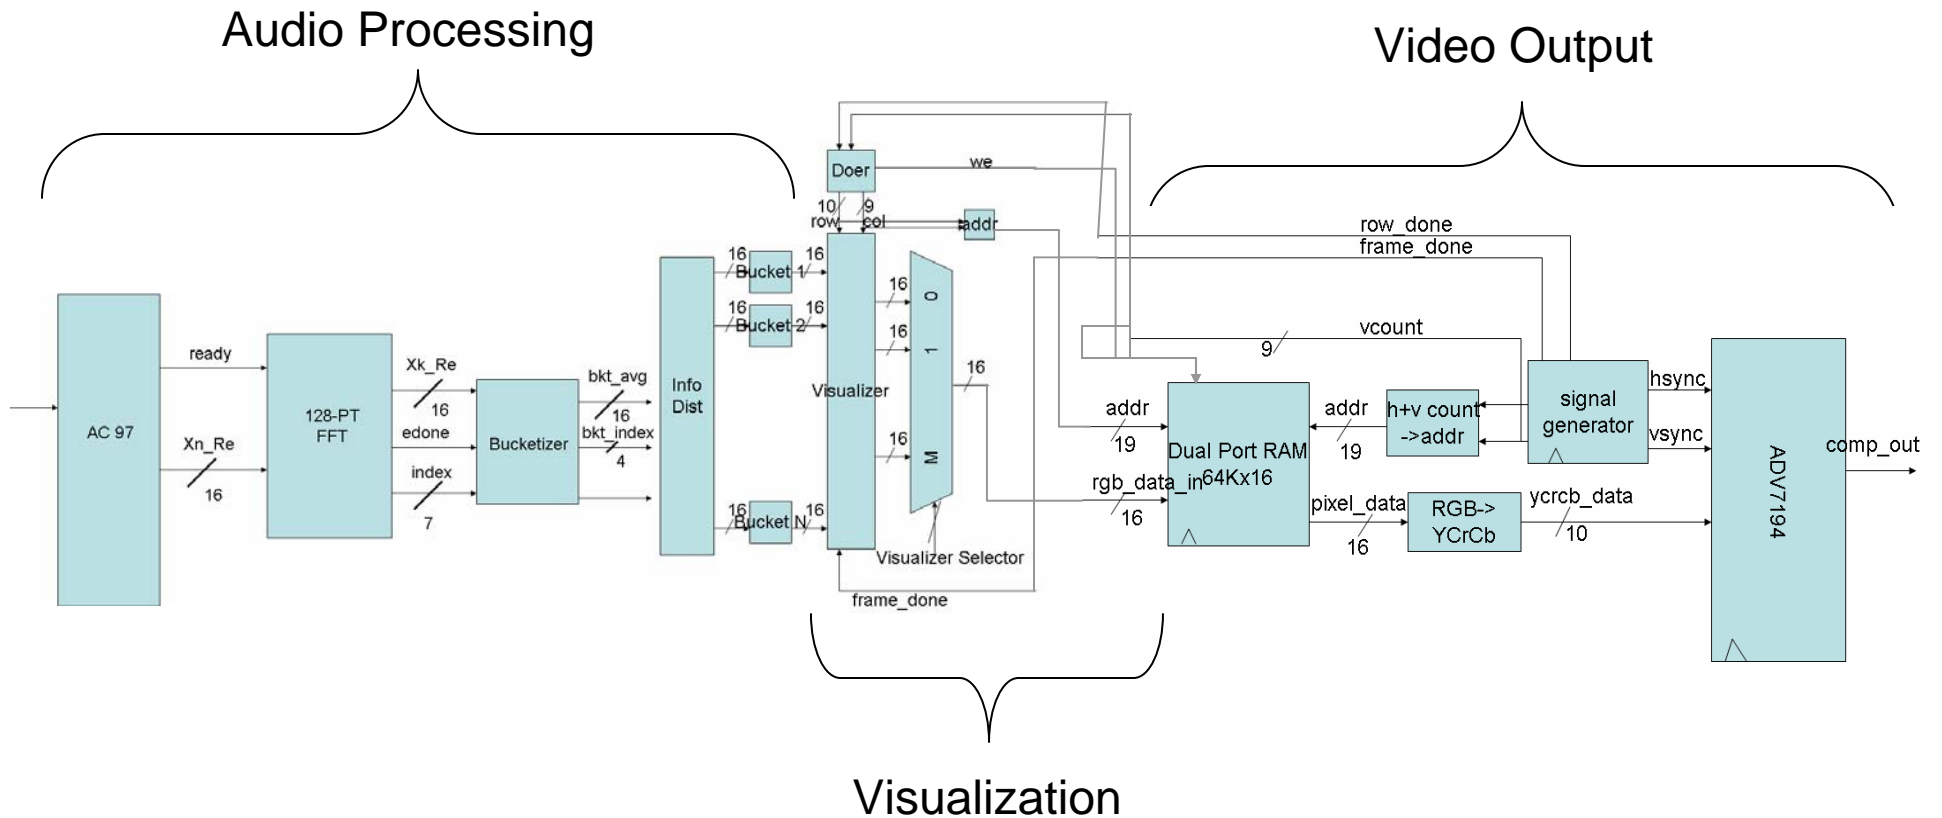 Audio Processing
Video Output
Doer
we
10
9
row
col
addr
row_done
frame_done
16
Bucket 1
16
16
Bucket 2
16
16
Bucket N
16
AC 97
ready
Xn_Re
16
128-PT
FFT
Xk_Re
16
edone
index
7
Bucketizer
bkt_avg
16
bkt_index
4
Info
Dist
Visualizer
16
16
16
0
1
M
16
Visualizer Selector
frame_done
vcount
9
addr
19
rgb_data_in
16
Dual Port RAM
64Kx16
addr
19
h+v count
->addr
signal
generator
hsync
vsync
pixel_data
16
RGB->
YCrCb
ycrcb_data
10
ADV7194
comp_out
Visualization